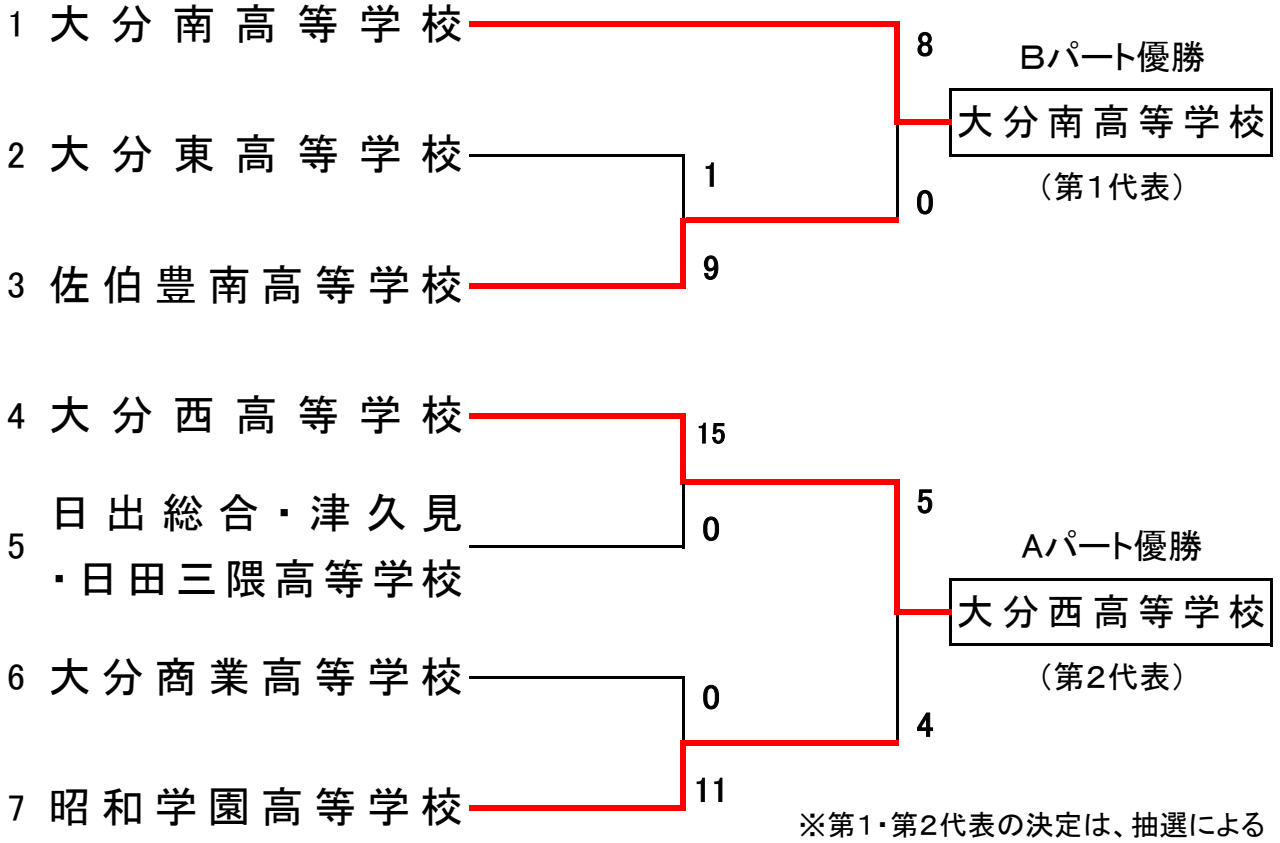 1 大分南高等学校
8
Bパート優勝
大分南高等学校
(第1代表)
2 大分東高等学校
1
0
3 佐伯豊南高等学校
9
4 大分西高等学校
15
5 日出総合・津久見
・日田三隈高等学校
0
5
Aパート優勝
大分西高等学校
(第2代表)
6 大分商業高等学校
0
4
7 昭和学園高等学校
11
※第1・第2代表の決定は、抽選による